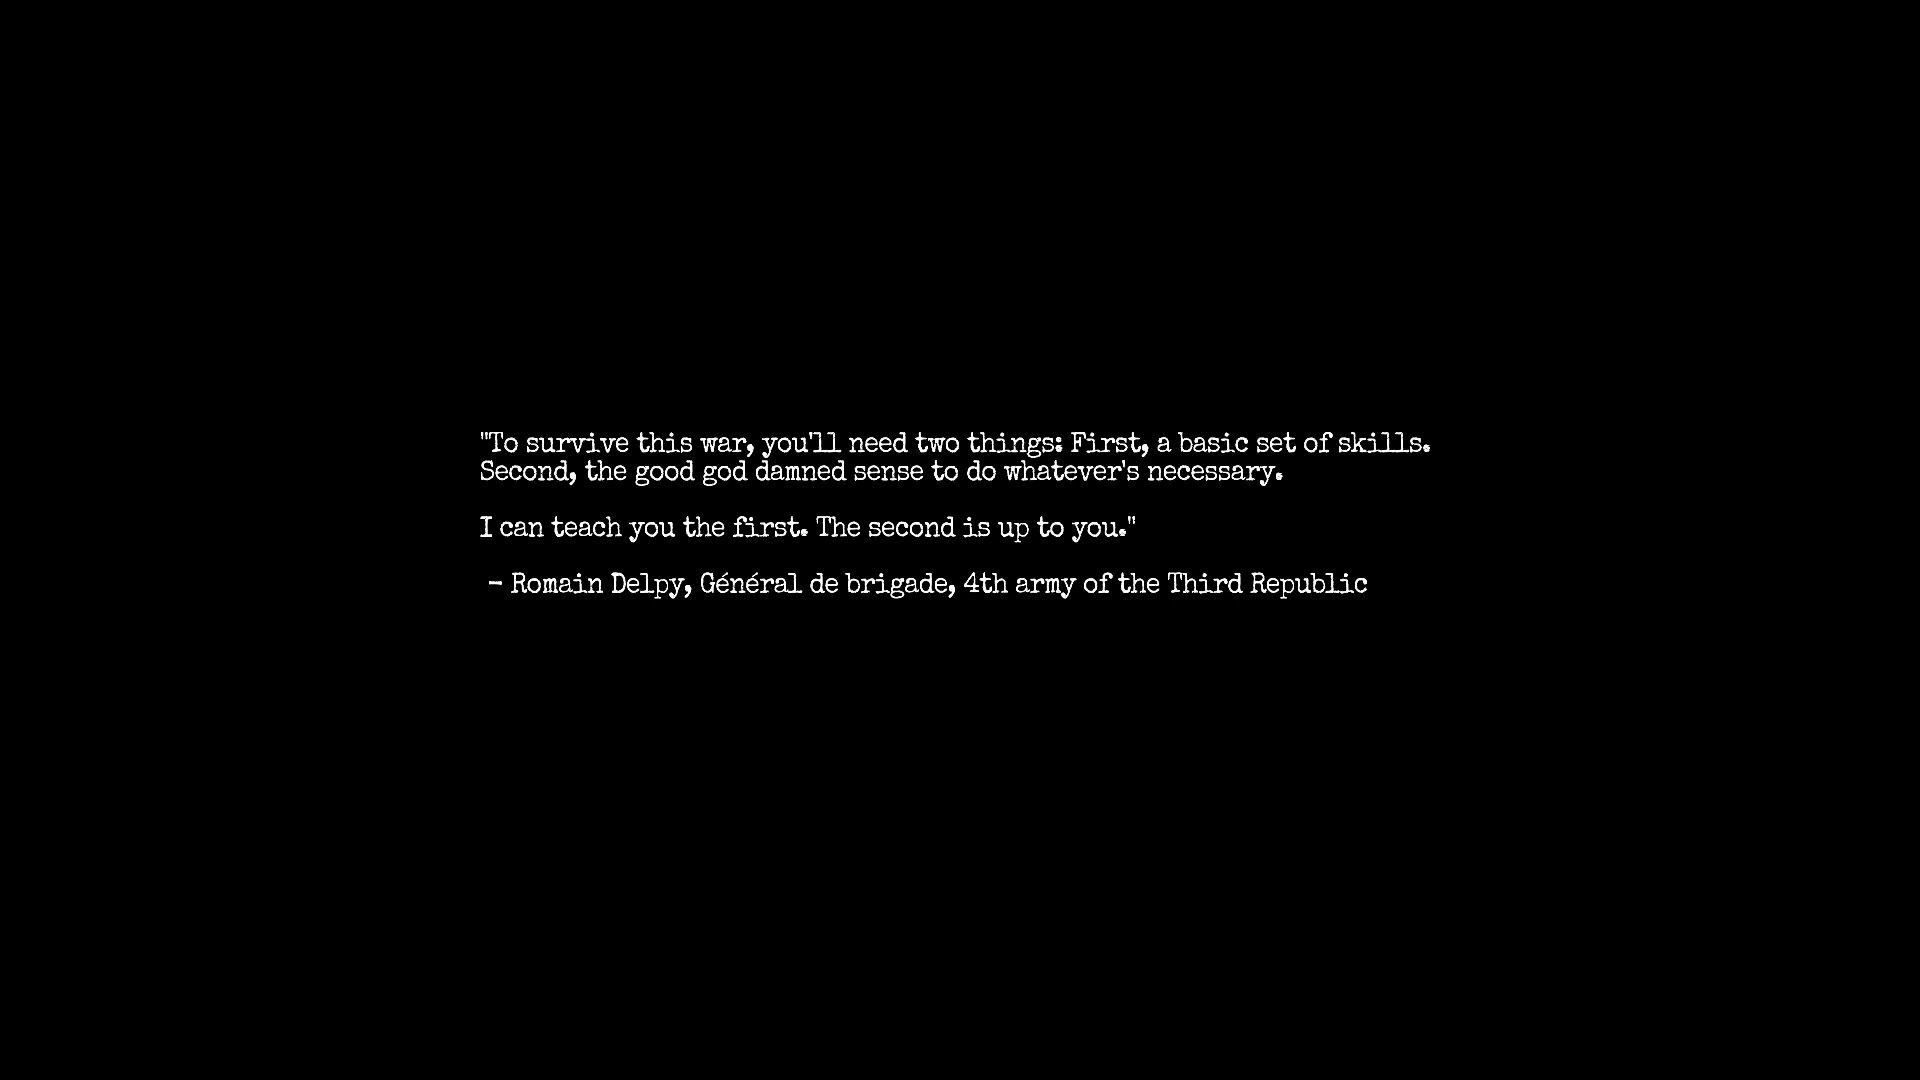 "To survive this war, you'll need two things: First, a basic set of skills.
Second, the good god damned sense to do whatever's necessary.
I can teach you the first. The second is up to you."
- Romain Delpy, Général de brigade, 4th army of the Third Republic